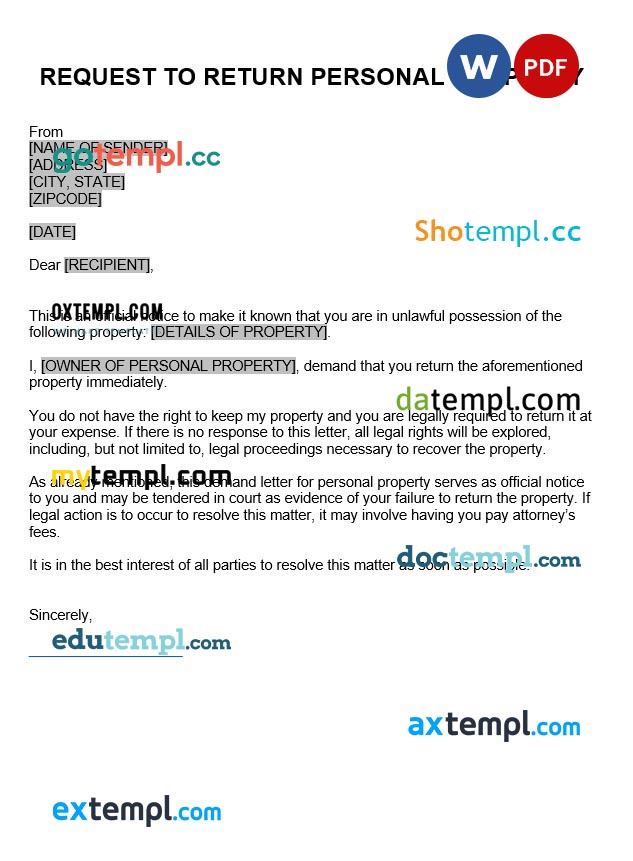 REQUEST TO RETURN PERSONAL
W
PDF
From
[NAME OF SENDER]
gotempl.cc
[ADDRESS]
[CITY, STATE]
[ZIPCODE]
[DATE]
Shotempl.cc
Dear [RECIPIENT],
OXTEMPL.COM
This is an official notice to make it known that you are in unlawful possession of the
following property: [DETAILS OF PROPERTY].
I, [OWNER OF PERSONAL PROPERTY], demand that you return the aforementioned
property immediately.
datempl.com
You do not have the right to keep my property and you are legally required to return it at
your expense. If there is no response to this letter, all legal rights will be explored,
including, but not limited to, legal proceedings necessary to recover the property.
mytempl.com
As already mentioned, this demand letter for personal property serves as official notice
to you and may be tendered in court as evidence of your failure to return the property. If
legal action is to occur to resolve this matter, it may involve having you pay attorney’s
fees.
It is in the best interest of all parties to resolve this matter as soon as possible.
doctempl.com
Sincerely,
edutempl.com
axtempl.com
extempl.com